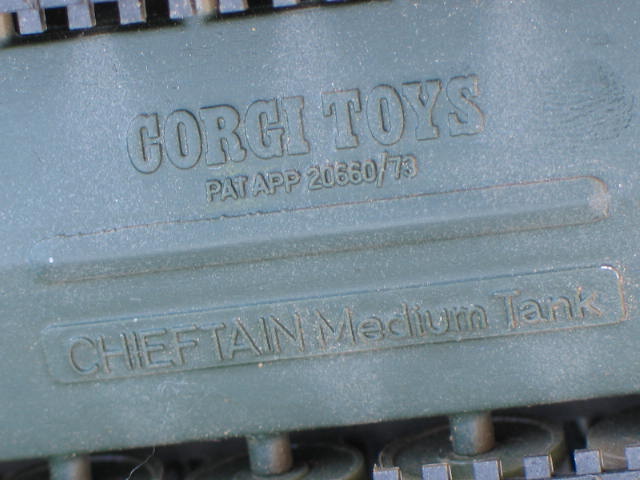 CORGI TOYS
PAT APP 20660/73
CHIEFTAIN Medium Tank